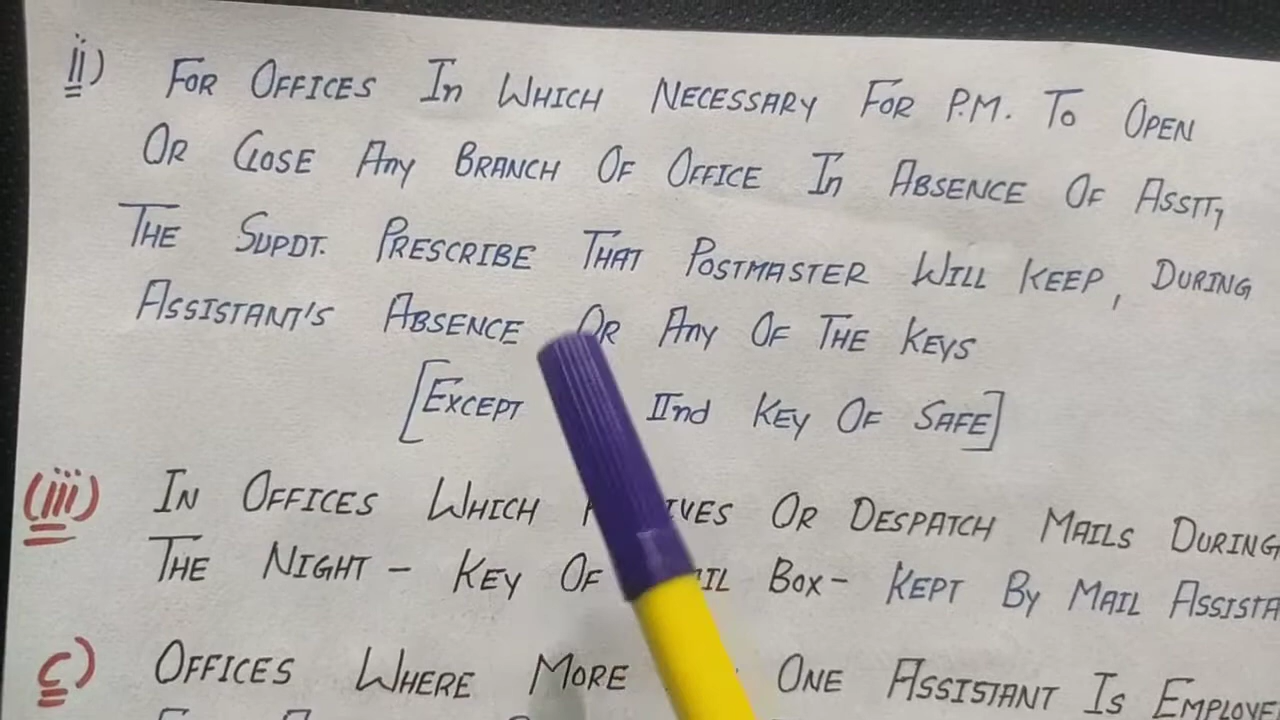 ii) FOR OFFICES In WHICH NECESSARY FOR P.M. To OPEN
OR CLOSE Any BRANCH OF OFFICE In ABSENCE OF ASSTT,
THE SUPDT. PRESCRIBE THAT POSTMASTER WILL KEEP, DURING
ASSISTANT'S ABSENCE OR Any OF THE KEYS
[EXCEPT IInd KEY OF SAFE]
(iii) IN OFFICES WHICH OR DESPATCH MAILS DURING
THE NIGHT - KEY OF BOX - KEPT BY MAIL
C) OFFICES WHERE MORE ONE ASSISTANT IS